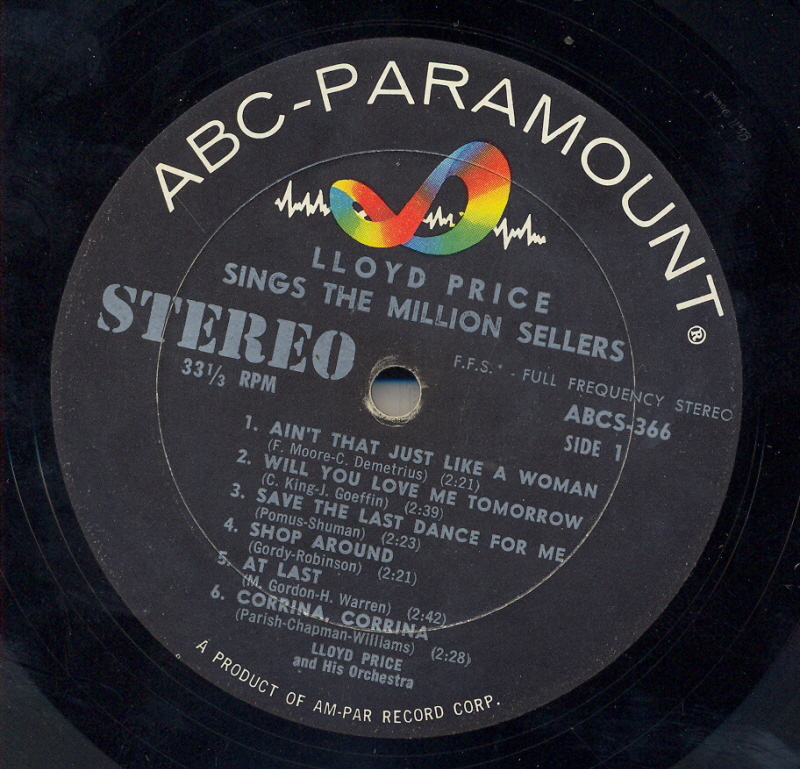 ABC-PARAMOUNT®
LLOYD PRICE
SINGS THE MILLION SELLERS
STEREO
33⅓ RPM
F.F.S.* - FULL FREQUENCY STEREO
ABCS-366
SIDE 1
1. AIN'T THAT JUST LIKE A WOMAN
(F. Moore-C. Demetrius) (2:21)
2. WILL YOU LOVE ME TOMORROW
(C. King-J. Goeffin) (2:39)
3. SAVE THE LAST DANCE FOR ME
(Pomus-Shuman) (2:23)
4. SHOP AROUND
(Gordy-Robinson) (2:21)
5. AT LAST
(M. Gordon-H. Warren) (2:42)
6. CORRINA, CORRINA
(Parish-Chapman-Williams) (2:28)
LLOYD PRICE
and His Orchestra
A PRODUCT OF AM-PAR RECORD CORP.